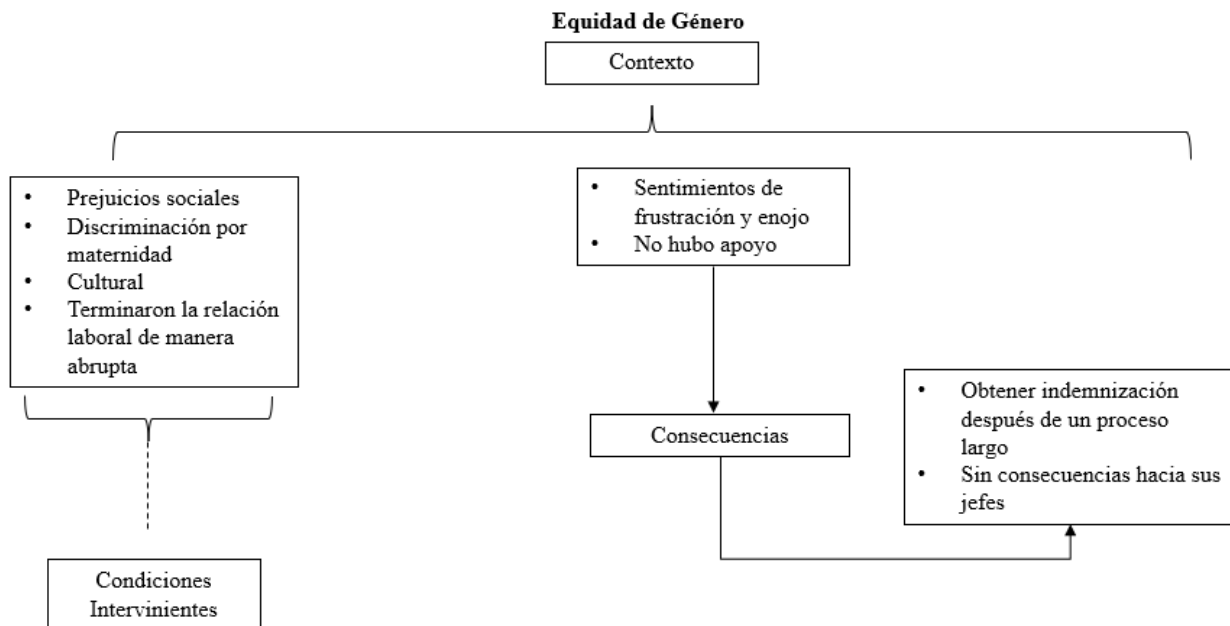 Equidad de Género
Contexto
• Prejuicios sociales
• Discriminación por
maternidad
• Cultural
• Terminaron la relación
laboral de manera
abrupta
• Sentimientos de
frustración y enojo
• No hubo apoyo
Consecuencias
• Obtener indemnización
después de un proceso
largo
• Sin consecuencias hacia sus
jefes
Condiciones
Intervinientes